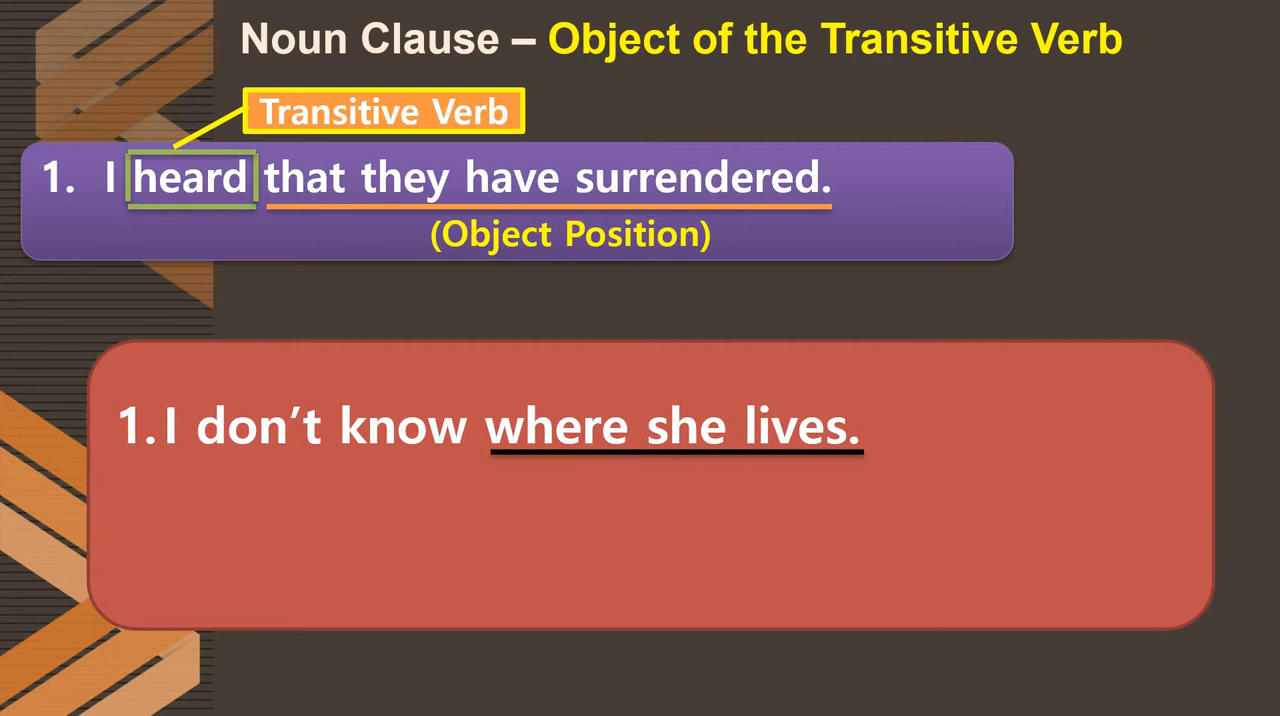 Noun Clause – Object of the Transitive Verb
Transitive Verb
1. I heard that they have surrendered.
(Object Position)
1. I don’t know where she lives.